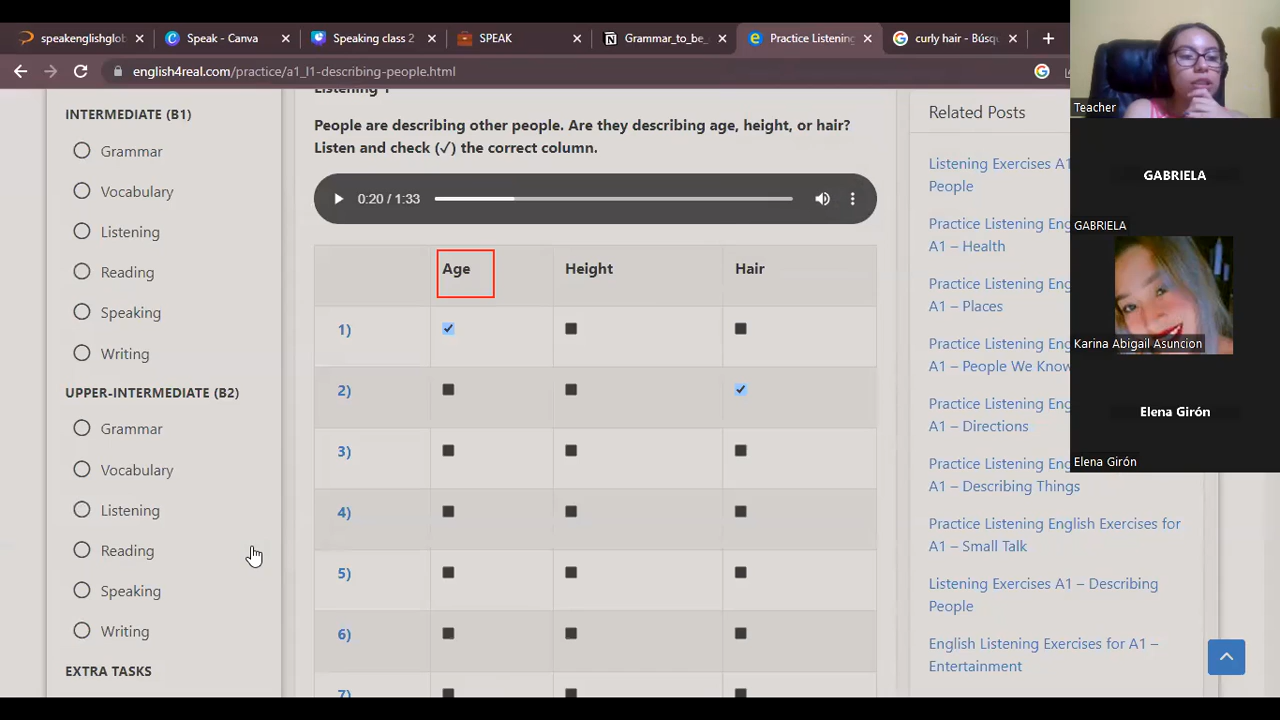 speakenglishglob
Speak - Canva
Speaking class 2
SPEAK
Grammar_to_be_
Practice Listening
curly hair - Búsq
english4real.com/practice/a1_l1-describing-people.html
INTERMEDIATE (B1)
Grammar
Vocabulary
Listening
Reading
Speaking
Writing
UPPER-INTERMEDIATE (B2)
Grammar
Vocabulary
Listening
Reading
Speaking
Writing
EXTRA TASKS
Listening 1
People are describing other people. Are they describing age, height, or hair?
Listen and check (✓) the correct column.
0:20 / 1:33
Age Height Hair
1)
2)
3)
4)
5)
6)
7)
Related Posts
Listening Exercises A1
People
Practice Listening Eng
A1 – Health
Practice Listening Eng
A1 – Places
Practice Listening Eng
A1 – People We Know
Practice Listening Eng
A1 – Directions
Practice Listening Eng
A1 – Describing Things
Practice Listening English Exercises for
A1 – Small Talk
Listening Exercises A1 – Describing
People
English Listening Exercises for A1 –
Entertainment
Teacher
GABRIELA
GABRIELA
Karina Abigail Asuncion
Elena Girón
Elena Girón